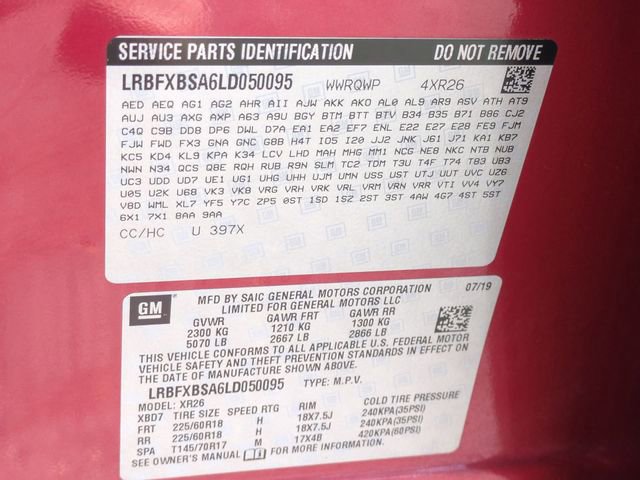 SERVICE PARTS IDENTIFICATION DO NOT REMOVE
LRBFXBSA6LD050095 WWRQWP 4XR26
AED AEQ AG1 AG2 AHR AII AJW AKK AKO AL0 AL9 AR9 ASV ATH AT9
AUJ AU3 AXG AXP A63 A9U BGY BTM BTT BTV B34 B35 B71 B86 CJ2
C4Q C9B DD8 DP6 DWL D7A EA1 EA2 EF7 ENL E22 E27 E28 FE9 FJM
FJW FWD FX3 GNA GNC G8B H4T IO5 I20 JJ2 JNK J61 J71 KA1 KB7
KC5 KD4 KL9 KPA K34 LCV LHD MAH MHG MM1 NCG NE8 NKC NTB NUB
NWN N34 QCS Q8E RQH RUB R9N SLM TC2 TDM T3U T4F T74 T83 UB3
UC3 UDD UD7 UE1 UG1 UHG UHH UJM UMN USS UST UTJ UUT UVC UZ6
U05 U2K U68 VK3 VK8 VRG VRH VRK VRL VRM VRN VRR VTI VV4 VY7
V8D WML XL7 YF5 Y7C ZP5 0ST 1SD 1SZ 2ST 3ST 4AW 4G7 4ST 5ST
6X1 7X1 8AA 9AA
CC/HC U 397X
GM MFD BY SAIC GENERAL MOTORS CORPORATION 07/19
LIMITED FOR GENERAL MOTORS LLC
GVWR GAWR FRT GAWR RR
2300 KG 1210 KG 1300 KG
5070 LB 2667 LB 2866 LB
THIS VEHICLE CONFORMS TO ALL APPLICABLE U.S. FEDERAL MOTOR
VEHICLE SAFETY AND THEFT PREVENTION STANDARDS IN EFFECT ON
THE DATE OF MANUFACTURE SHOWN ABOVE.
LRBFXBSA6LD050095 TYPE: M.P.V.
MODEL: XR26
XBD7 TIRE SIZE SPEED RTG RIM COLD TIRE PRESSURE
FRT 225/60R18 H 18X7.5J 240KPA(35PSI)
RR 225/60R18 H 18X7.5J 240KPA(35PSI)
SPA T145/70R17 M 17X4B 420KPA(60PSI)
SEE OWNER'S MANUAL FOR MORE INFORMATION.